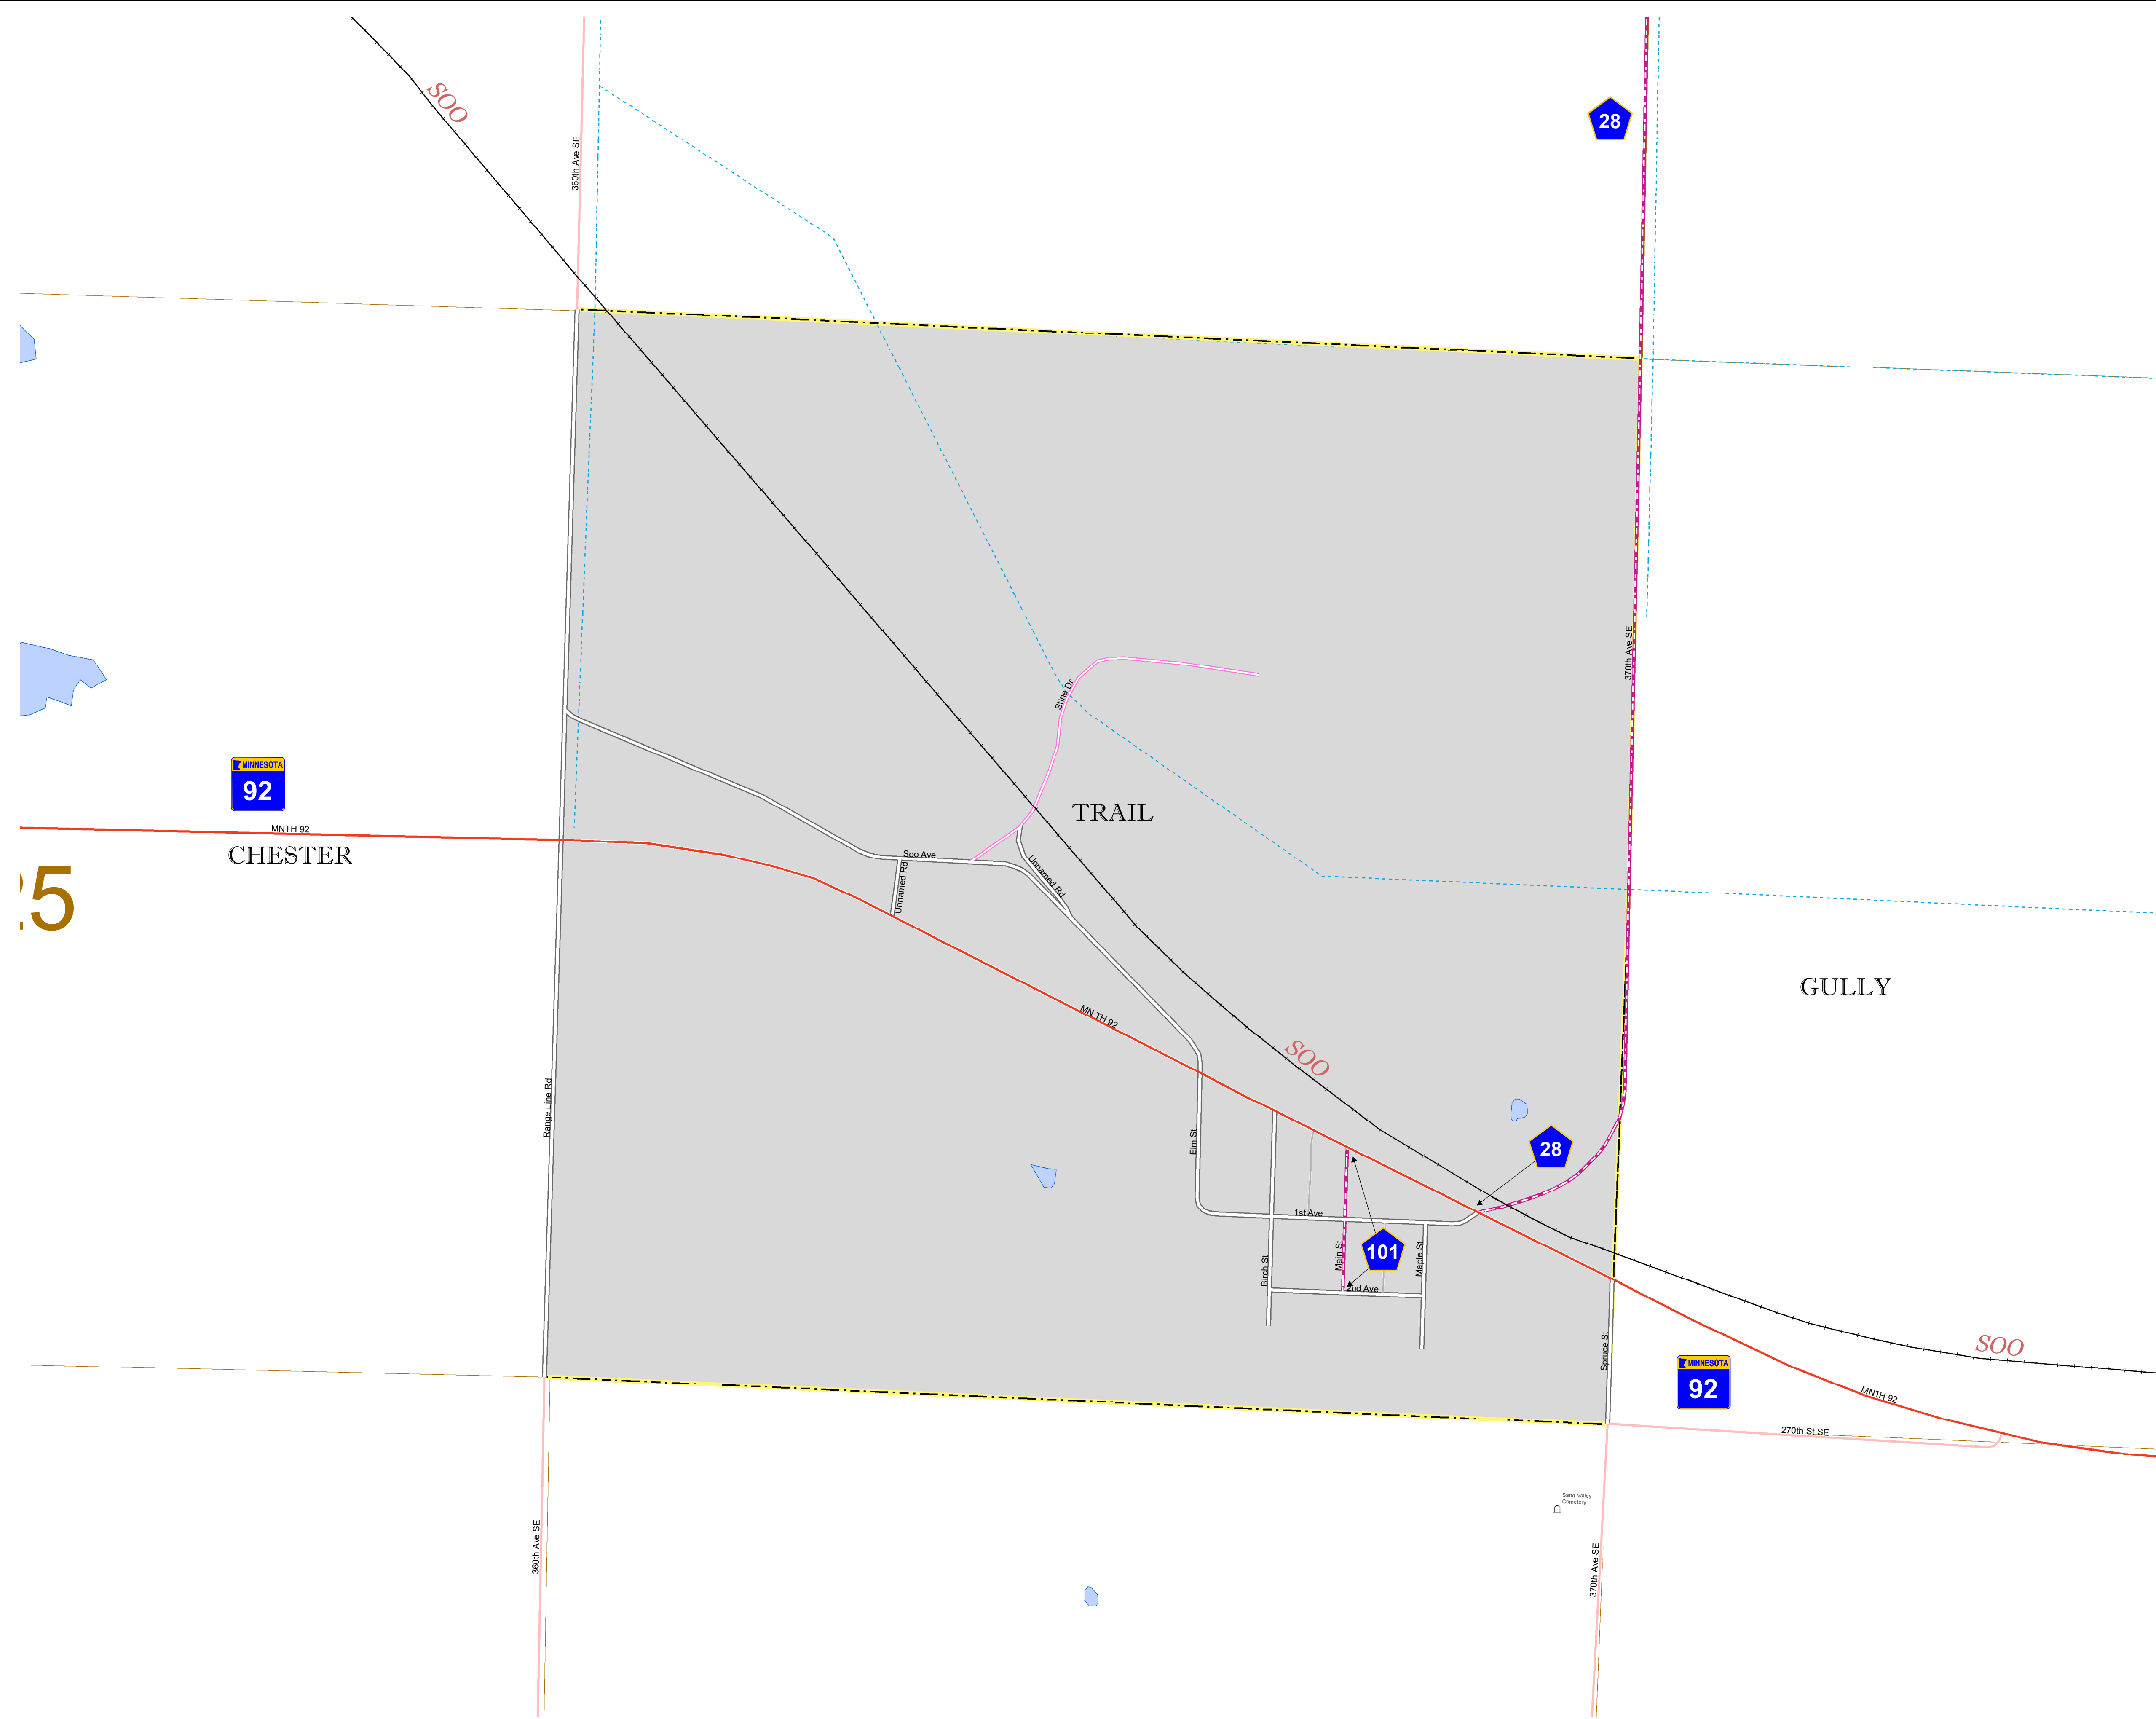 SOO
360th Ave SE
28
370th Ave SE
Stine Dr
MINNESOTA
92
MNTH 92
CHESTER
TRAIL
25
Soo Ave
Unnamed Rd
Unnamed Rd
GULLY
MN TH 92
SOO
Range Line Rd
Elm St
28
1st Ave
Birch St
Main St
101
Maple St
2nd Ave
Spruce St
SOO
MINNESOTA
92
MNTH 92
270th St SE
Sand Valley
Cemetery
360th Ave SE
370th Ave SE